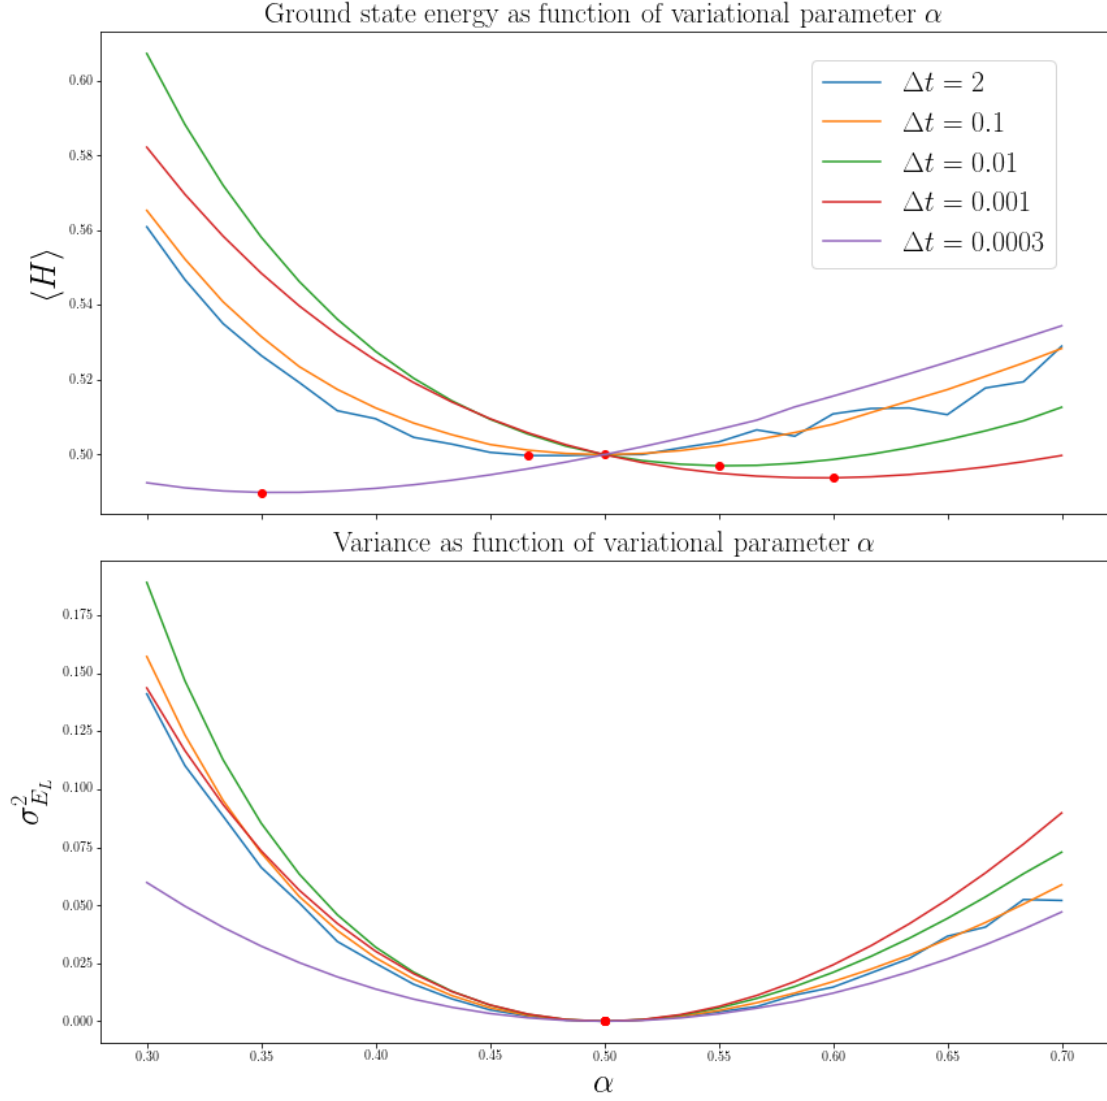 Ground state energy as function of variational parameter α
0.60
0.58
0.56
0.54
0.52
0.50
⟨H⟩
Δt = 2
Δt = 0.1
Δt = 0.01
Δt = 0.001
Δt = 0.0003
Variance as function of variational parameter α
0.175
0.150
0.125
0.100
0.075
0.050
0.025
0.000
σ²_{E_L}
0.30 0.35 0.40 0.45 0.50 0.55 0.60 0.65 0.70
α